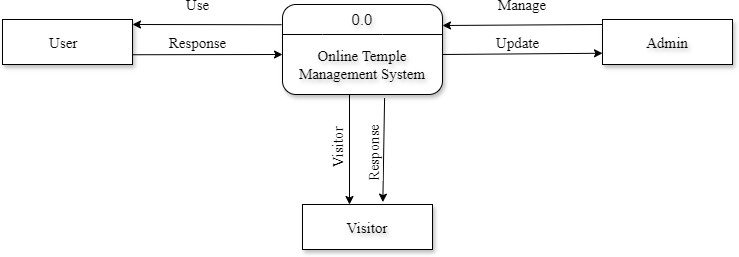 Use
Manage
0.0
User
Response
Update
Admin
Online Temple
Management System
Visitor
Response
Visitor